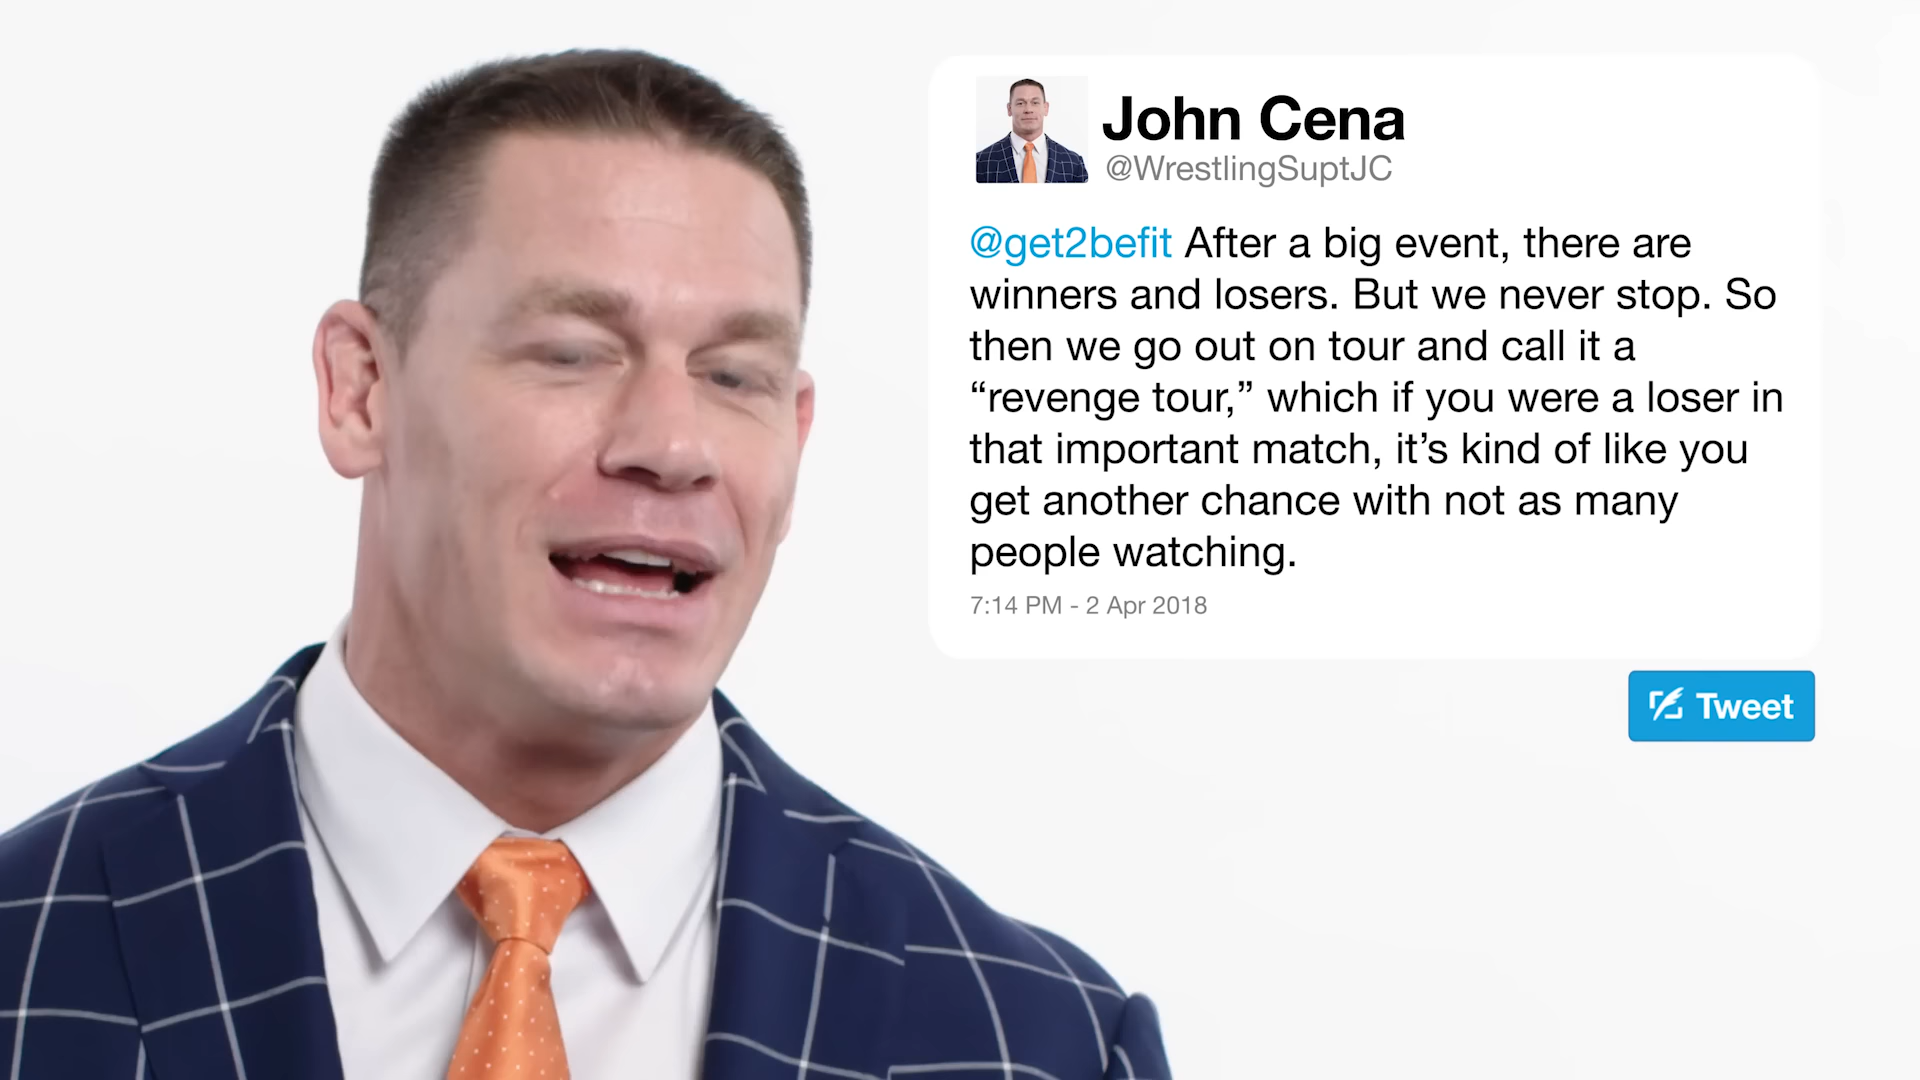 John Cena
@WrestlingSuptJC
@get2befit After a big event, there are
winners and losers. But we never stop. So
then we go out on tour and call it a
“revenge tour,” which if you were a loser in
that important match, it’s kind of like you
get another chance with not as many
people watching.
7:14 PM - 2 Apr 2018
Tweet